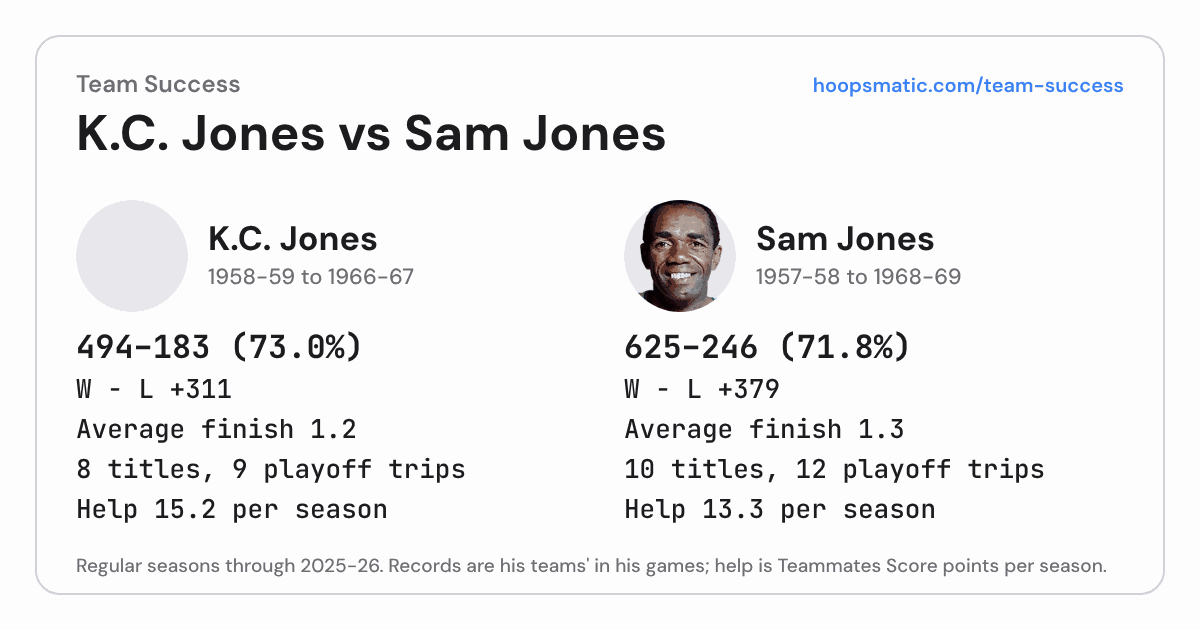 Team Success
hoopsmatic.com/team-success
K.C. Jones vs Sam Jones
K.C. Jones
1958-59 to 1966-67
494-183 (73.0%)
W - L +311
Average finish 1.2
8 titles, 9 playoff trips
Help 15.2 per season
Sam Jones
1957-58 to 1968-69
625-246 (71.8%)
W - L +379
Average finish 1.3
10 titles, 12 playoff trips
Help 13.3 per season
Regular seasons through 2025-26. Records are his teams' in his games; help is Teammates Score points per season.